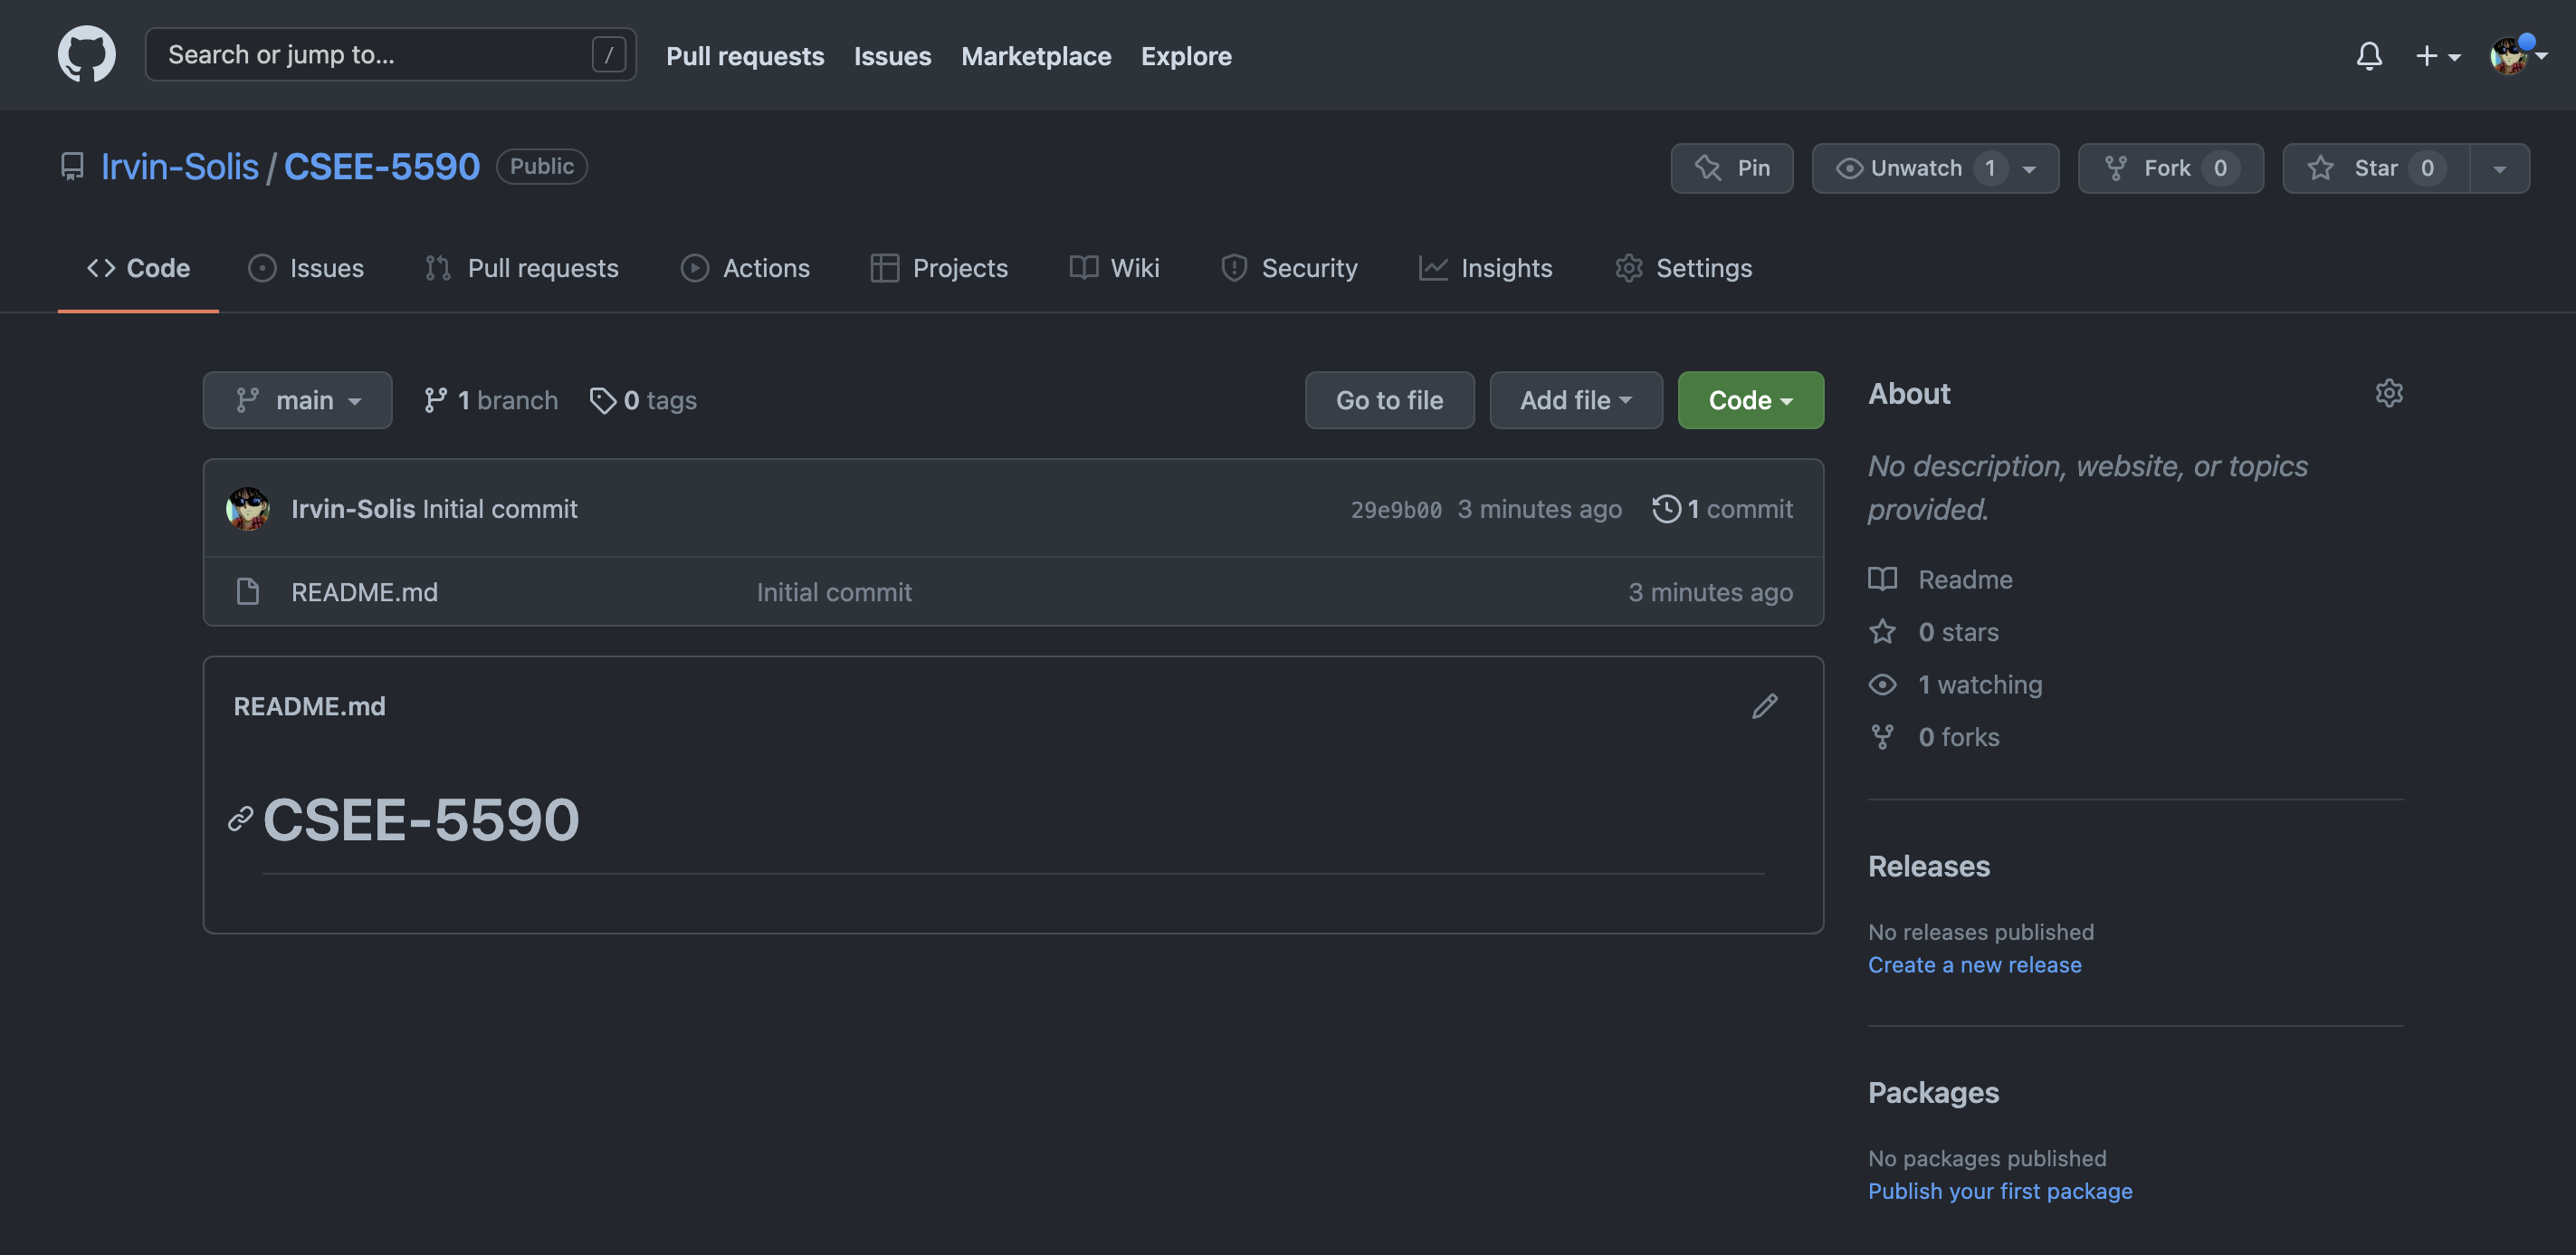 Search or jump to... / Pull requests Issues Marketplace Explore
Irvin-Solis / CSEE-5590 Public Pin Unwatch 1 Fork 0 Star 0
Code Issues Pull requests Actions Projects Wiki Security Insights Settings
main 1 branch 0 tags Go to file Add file Code
Irvin-Solis Initial commit 29e9b00 3 minutes ago 1 commit
README.md Initial commit 3 minutes ago
README.md
CSEE-5590
About
No description, website, or topics
provided.
Readme
0 stars
1 watching
0 forks
Releases
No releases published
Create a new release
Packages
No packages published
Publish your first package